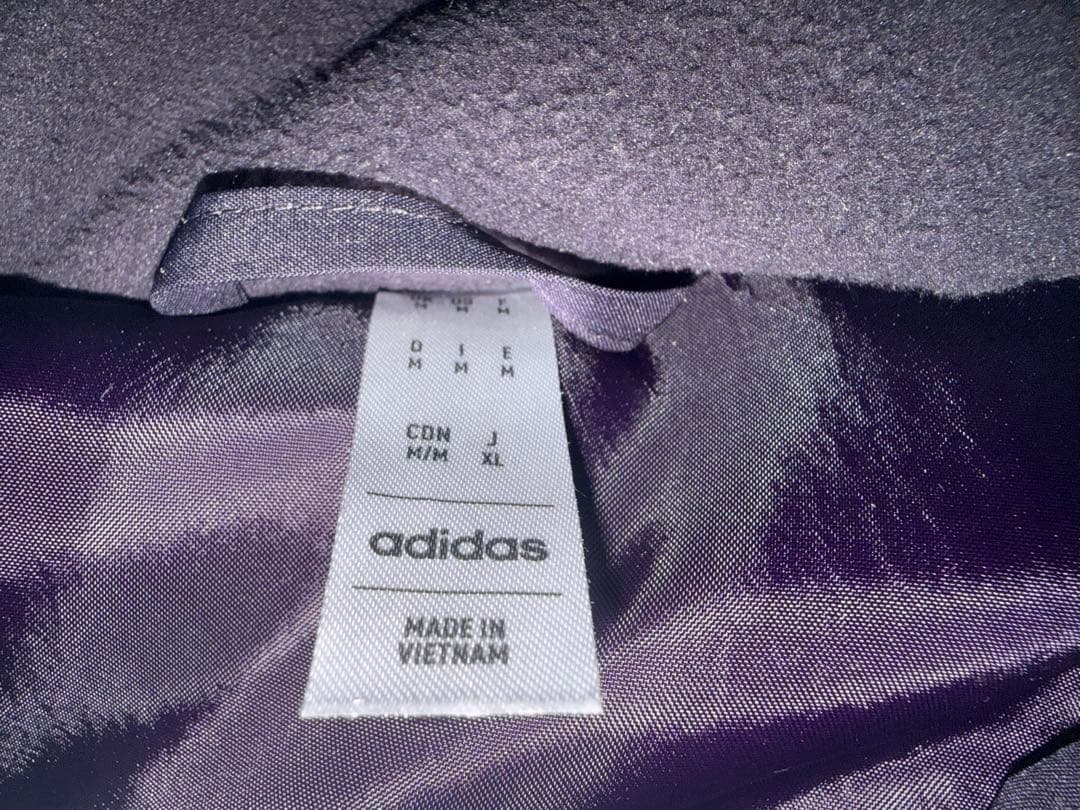 M M M
D I E
M M M
CDN J
M/M XL
adidas
MADE IN
VIETNAM